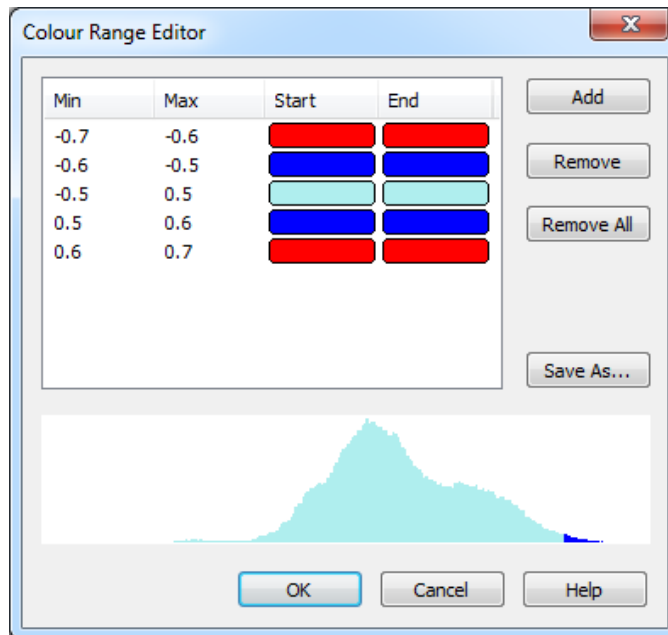 Colour Range Editor
Min Max Start End
-0.7 -0.6
-0.6 -0.5
-0.5 0.5
0.5 0.6
0.6 0.7
Add
Remove
Remove All
Save As...
OK Cancel Help